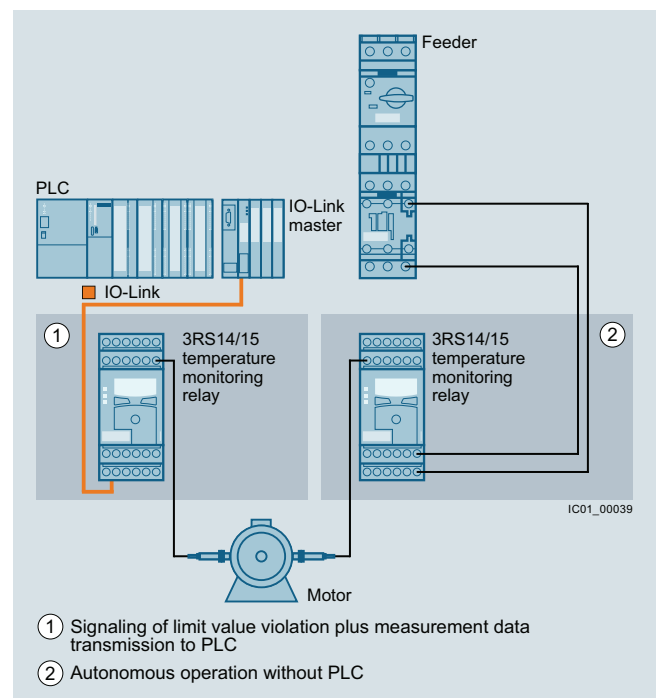 Feeder
PLC
IO-Link
master
IO-Link
1
3RS14/15
temperature
monitoring
relay
3RS14/15
temperature
monitoring
relay
2
IC01_00039
Motor
1 Signaling of limit value violation plus measurement data
transmission to PLC
2 Autonomous operation without PLC